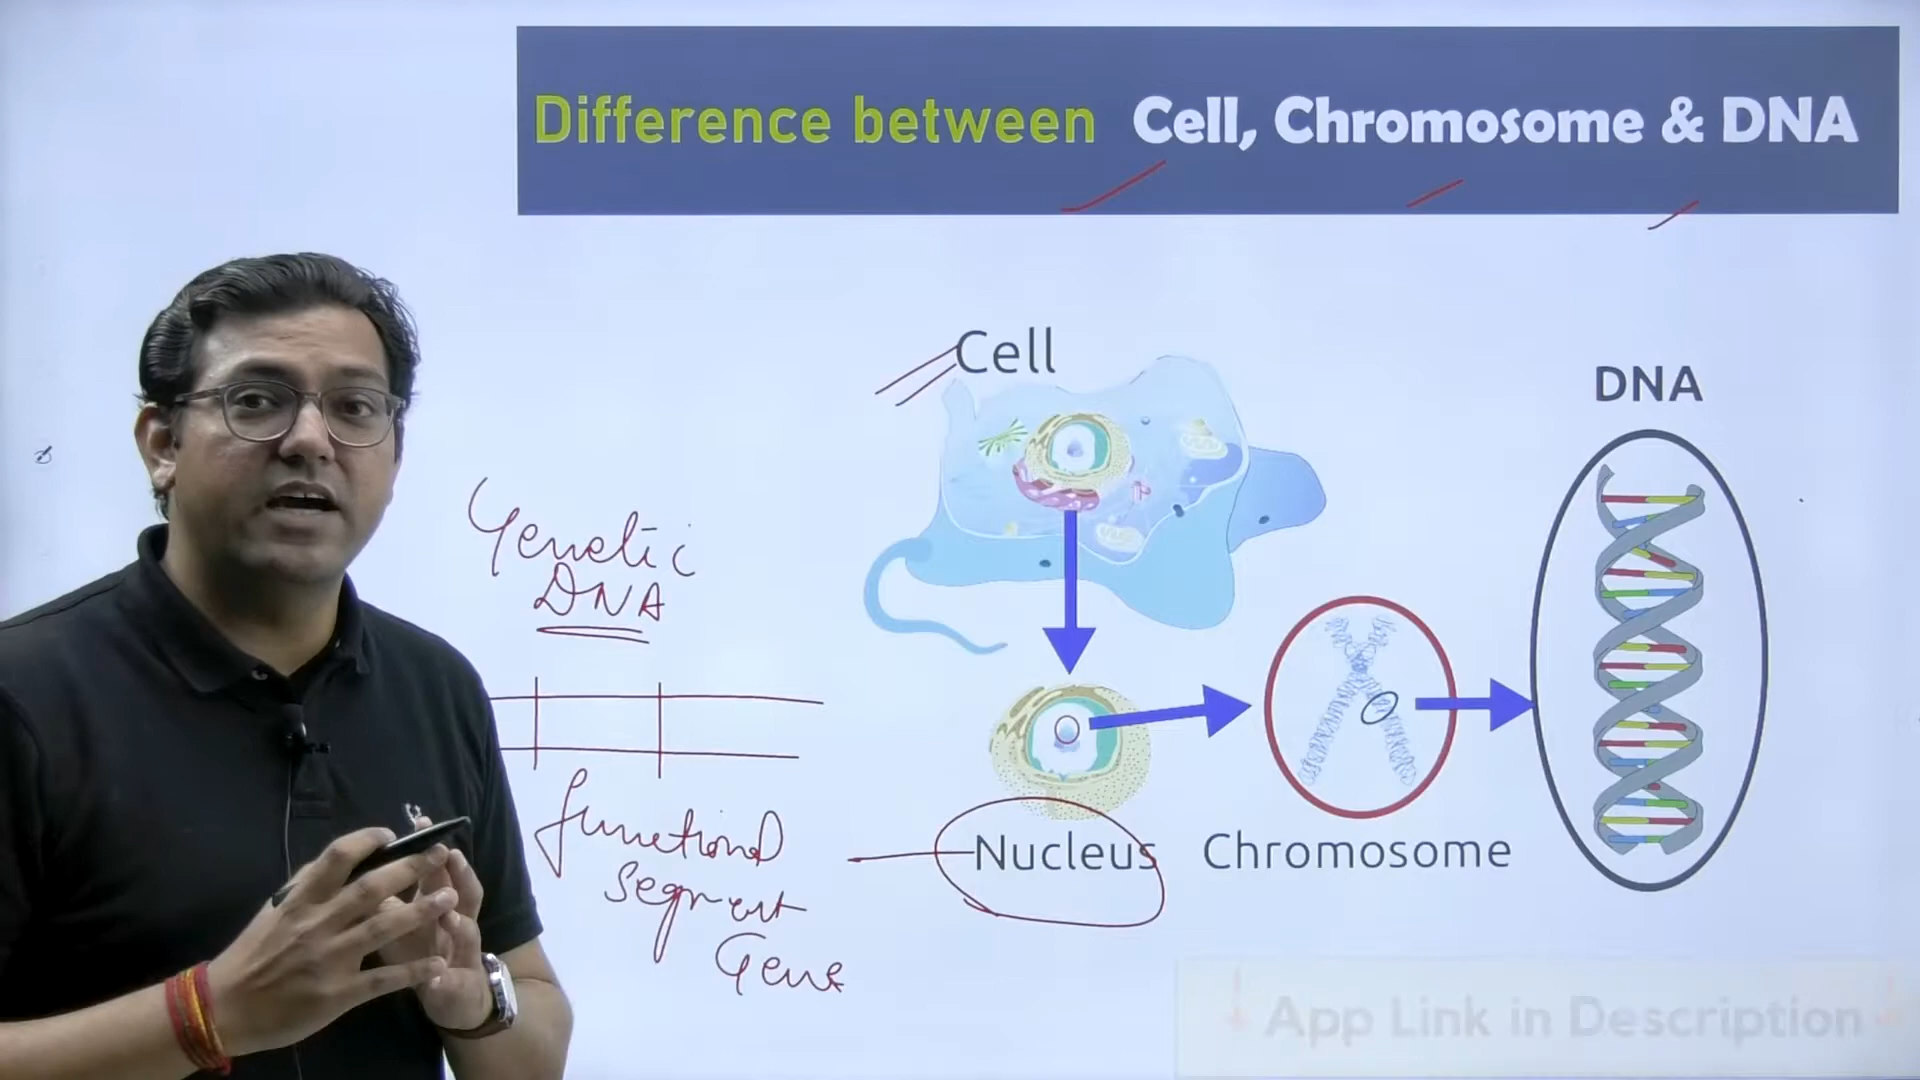 Difference between Cell, Chromosome & DNA
Cell
DNA
Genetic
DNA
functional
segment
Gene
Nucleus
Chromosome
App Link in Description